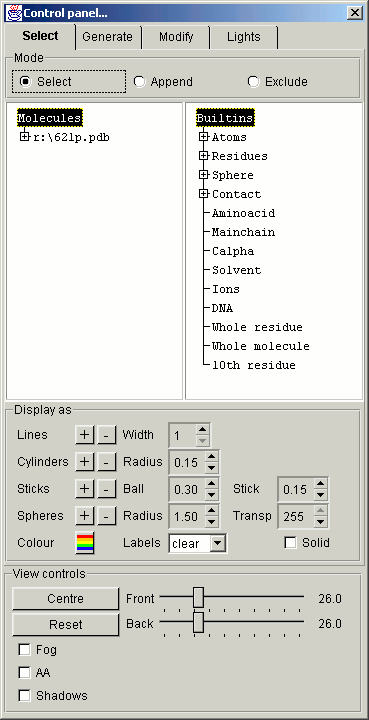 Control panel...
Select Generate Modify Lights
Mode
Select Append Exclude
Molecules
r:\621p.pdb
Builtins
Atoms
Residues
Sphere
Contact
Aminoacid
Mainchain
Calpha
Solvent
Ions
DNA
Whole residue
Whole molecule
10th residue
Display as
Lines + - Width 1
Cylinders + - Radius 0.15
Sticks + - Ball 0.30 Stick 0.15
Spheres + - Radius 1.50 Transp 255
Colour Labels clear Solid
View controls
Centre Front 26.0
Reset Back 26.0
Fog
AA
Shadows